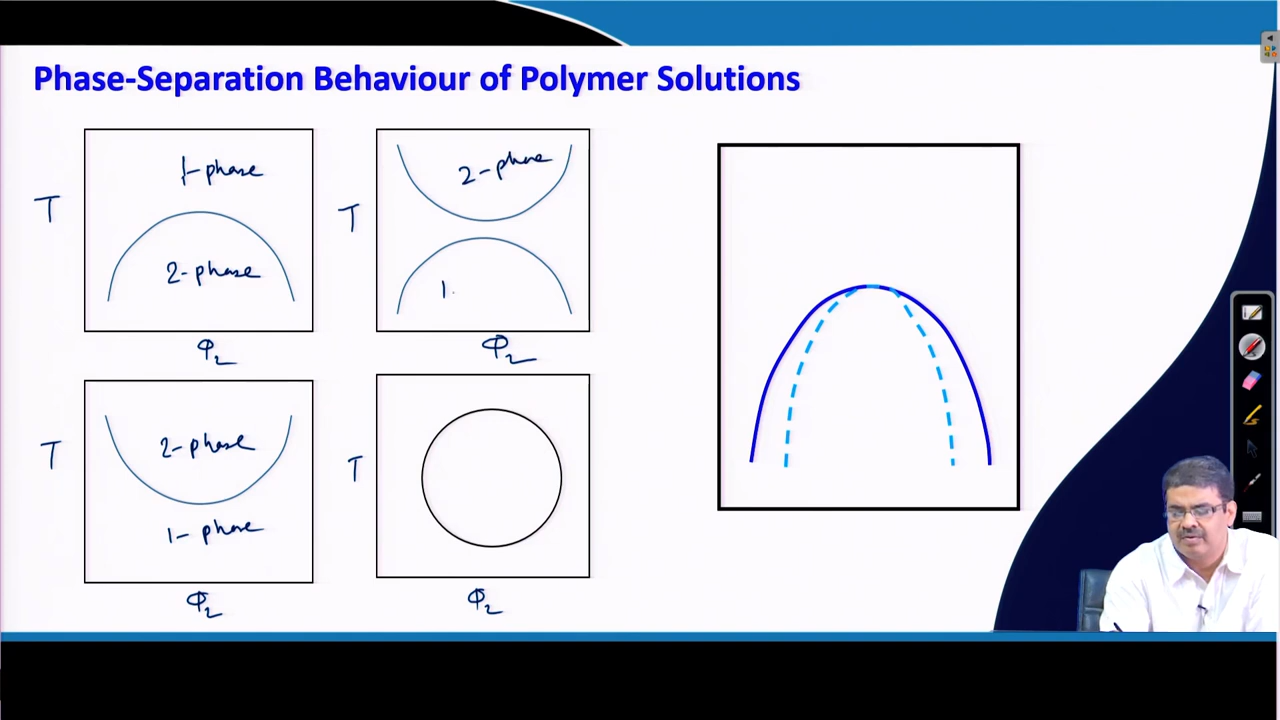 Phase-Separation Behaviour of Polymer Solutions
T
1-phase
2-phase
Φ2
T
2-phase
1.
Φ2
T
2-phase
1-phase
Φ2
T
Φ2